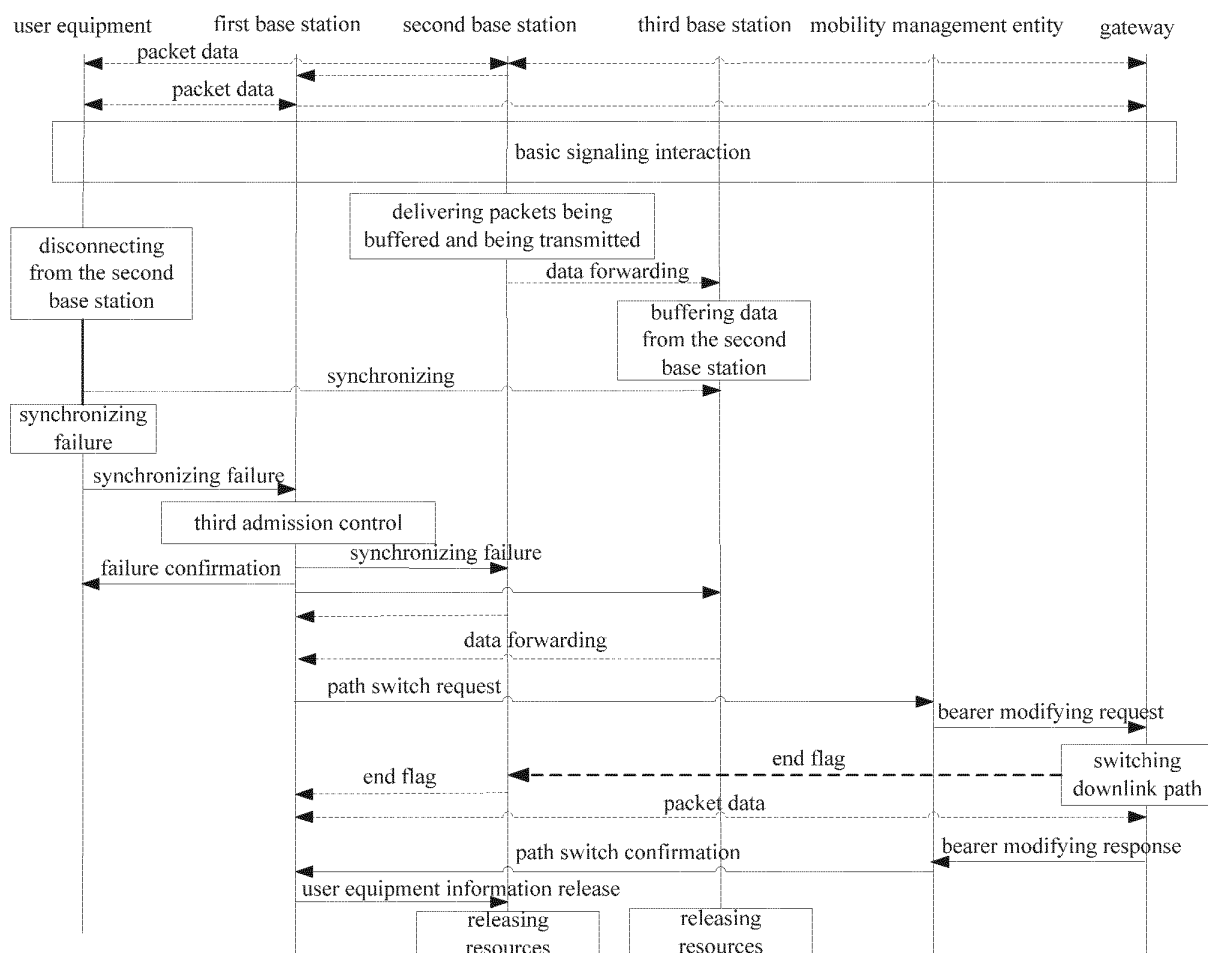 user equipment
first base station
second base station
third base station
mobility management entity
gateway
packet data
packet data
basic signaling interaction
delivering packets being
buffered and being transmitted
disconnecting
from the second
base station
data forwarding
buffering data
from the second
base station
synchronizing
synchronizing
failure
synchronizing failure
third admission control
synchronizing failure
failure confirmation
data forwarding
path switch request
bearer modifying request
switching
downlink path
end flag
end flag
packet data
bearer modifying response
path switch confirmation
user equipment information release
releasing
resources
releasing
resources